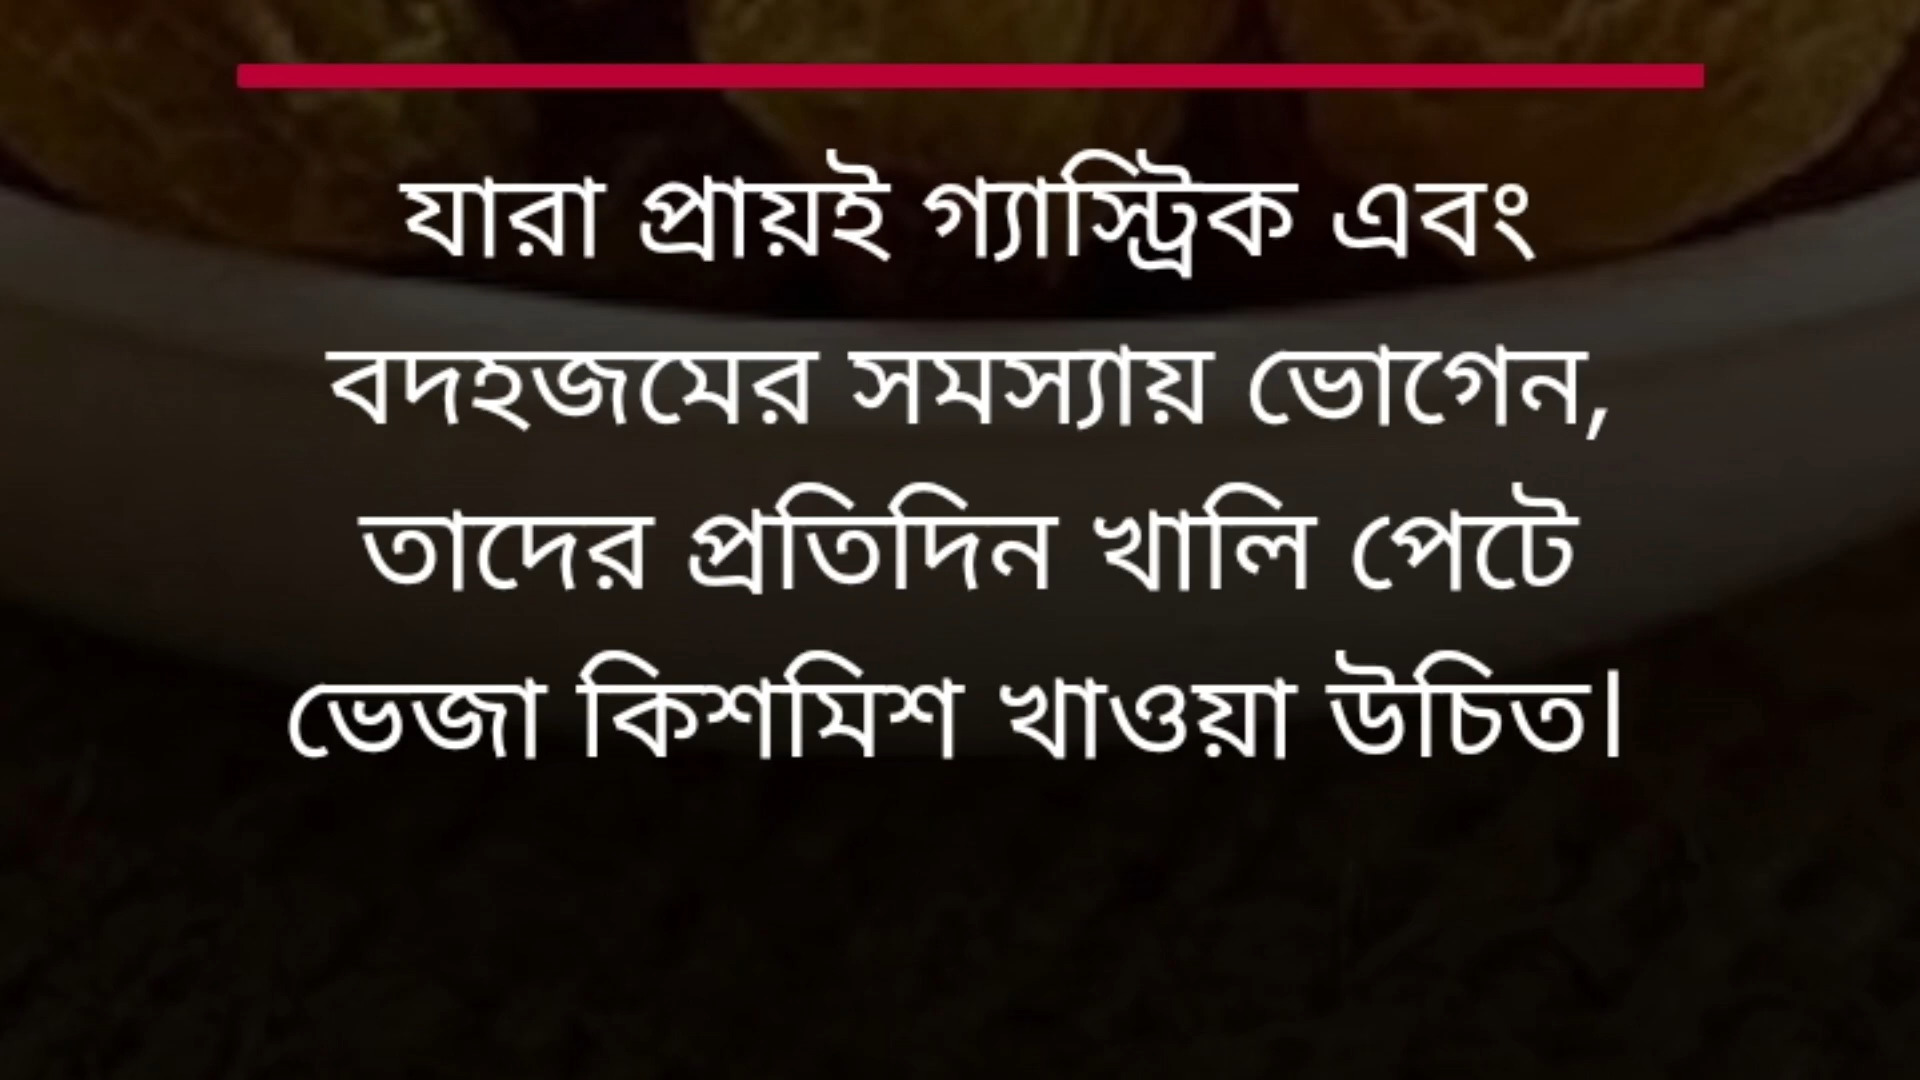 যারা প্রায়ই গ্যাস্ট্রিক এবং
বদহজমের সমস্যায় ভোগেন,
তাদের প্রতিদিন খালি পেটে
ভেজা কিশমিশ খাওয়া উচিত।